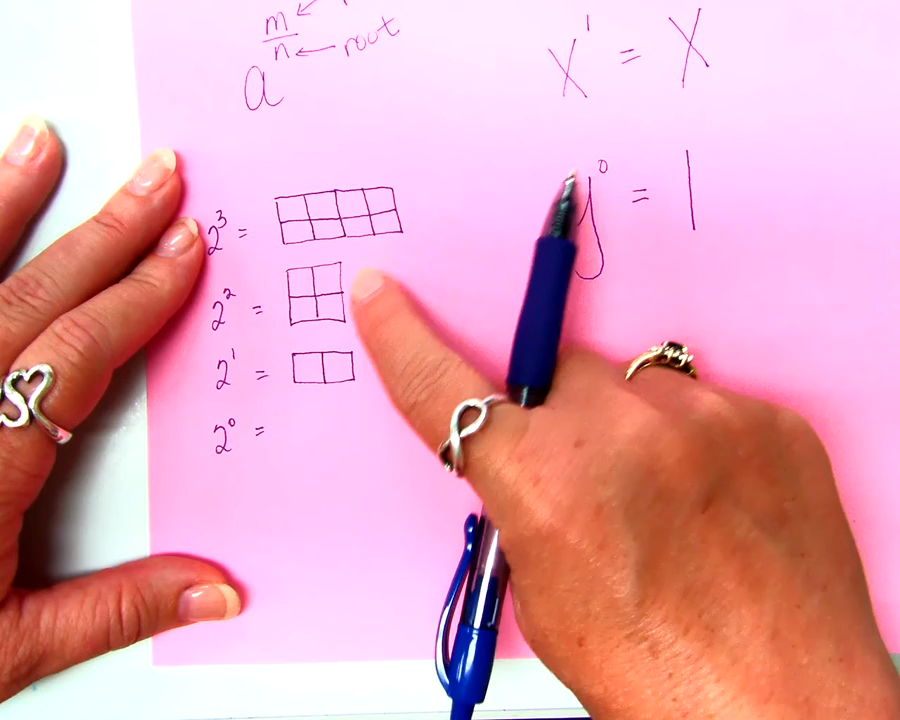 a^(m/n) ← root
x¹ = x
y⁰ = 1
2³ =
2² =
2¹ =
2⁰ =